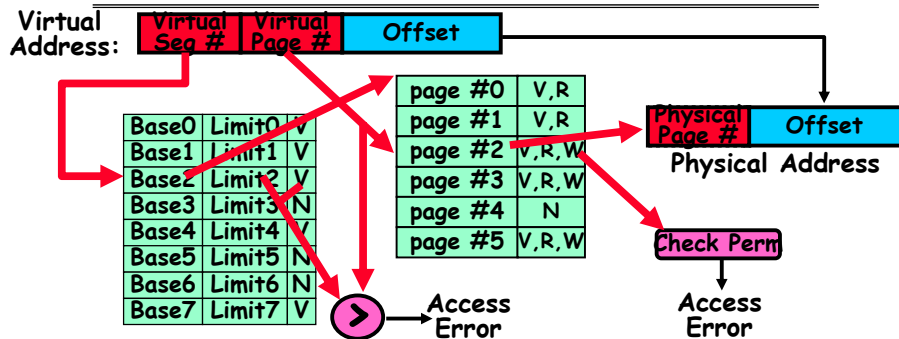 Virtual Address:
Virtual Seg #
Virtual Page #
Offset
Base0 Limit0 V
Base1 Limit1 V
Base2 Limit2 V
Base3 Limit3 N
Base4 Limit4 V
Base5 Limit5 N
Base6 Limit6 N
Base7 Limit7 V
page #0 V,R
page #1 V,R
page #2 V,R,W
page #3 V,R,W
page #4 N
page #5 V,R,W
Physical Page #
Offset
Physical Address
>
Access Error
Check Perm
Access Error